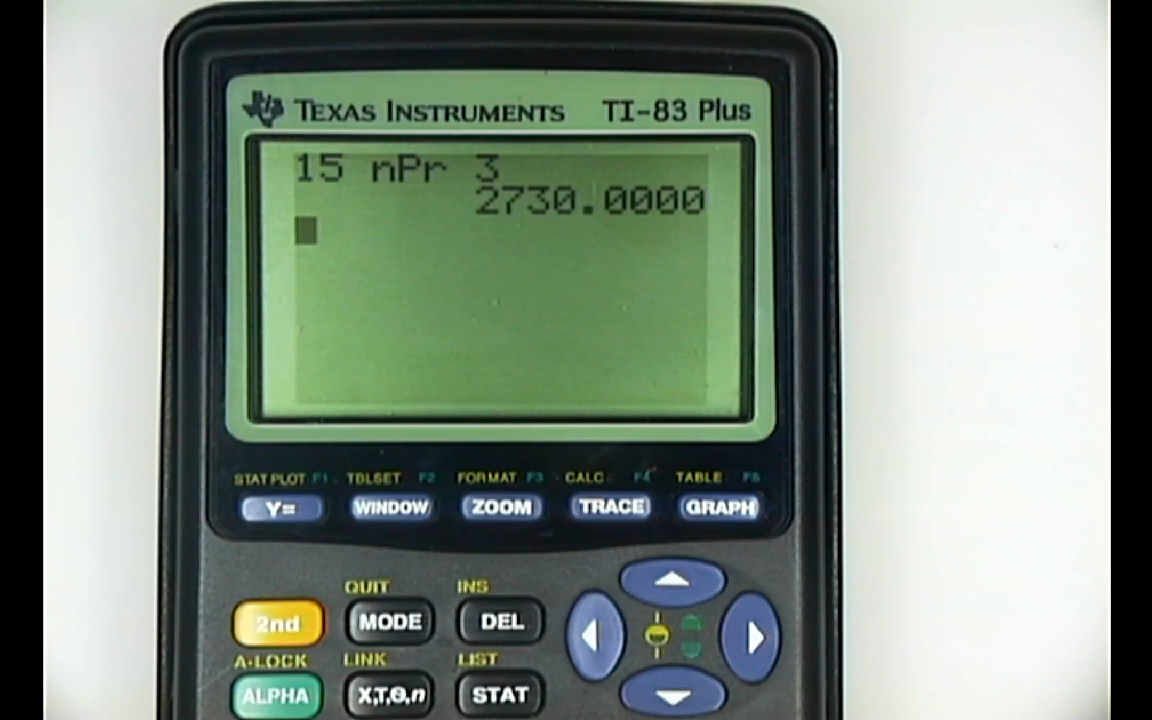 TEXAS INSTRUMENTS TI-83 Plus
15 nPr 3
2730.0000
STAT PLOT F1 TBLSET F2 FORMAT F3 CALC F4 TABLE F5
Y= WINDOW ZOOM TRACE GRAPH
QUIT INS
2nd MODE DEL
A-LOCK LINK LIST
ALPHA X,T,Θ,n STAT